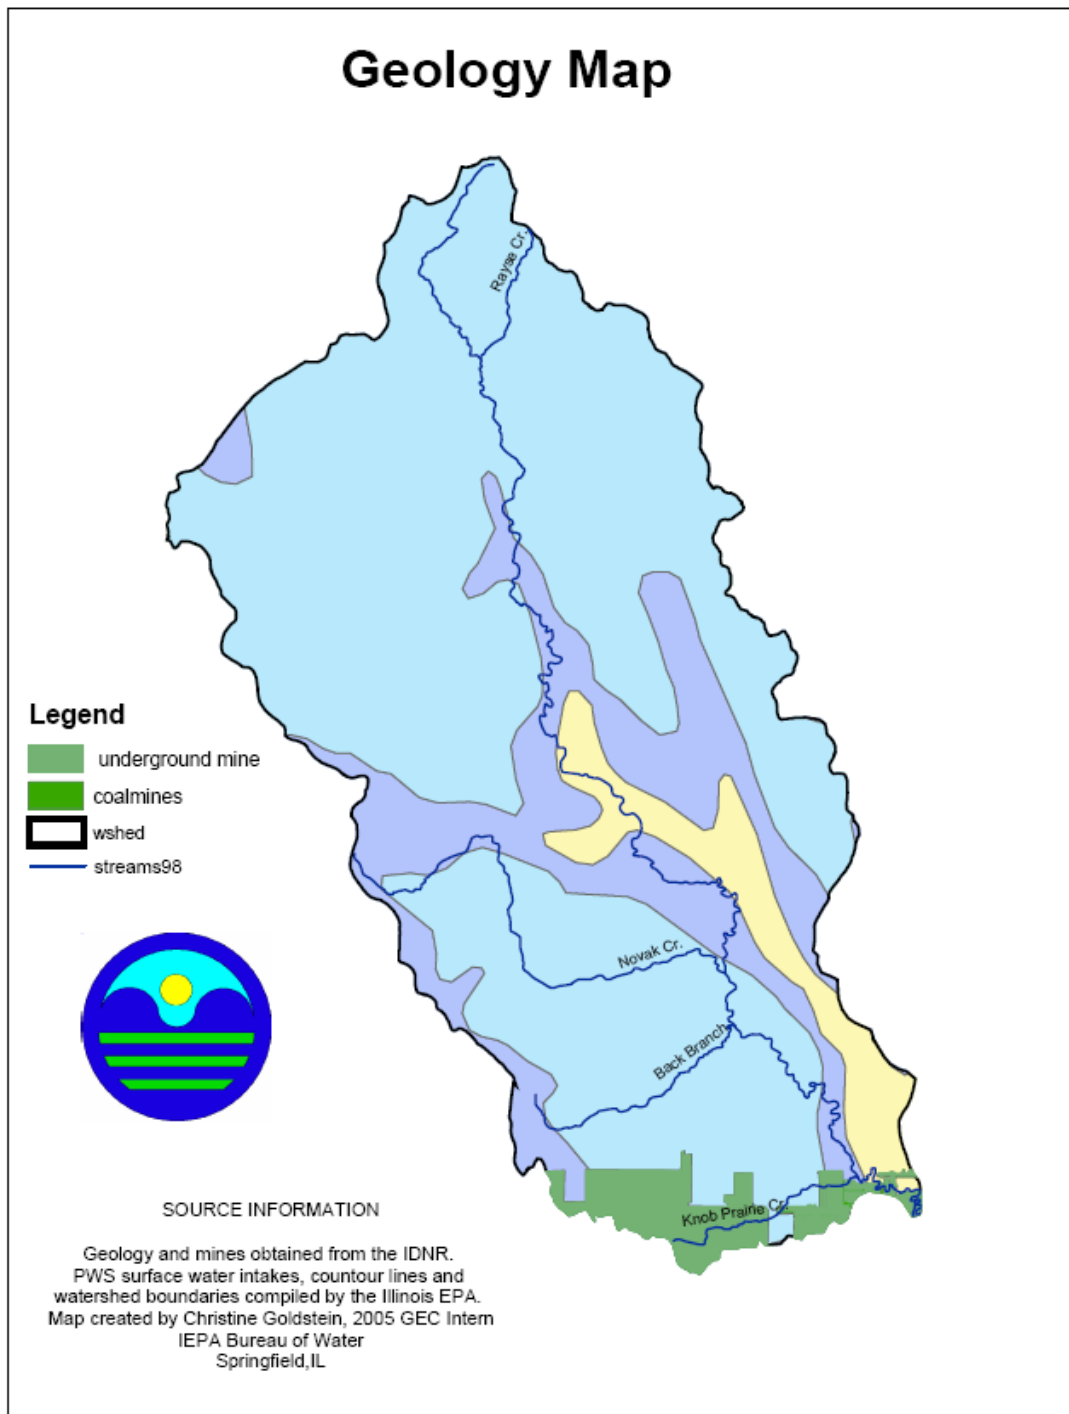 Geology Map
Rayse Cr.
Legend
underground mine
coalmines
wshed
streams98
Novak Cr.
Back Branch
Knob Prairie Cr.
SOURCE INFORMATION
Geology and mines obtained from the IDNR.
PWS surface water intakes, countour lines and
watershed boundaries compiled by the Illinois EPA.
Map created by Christine Goldstein, 2005 GEC Intern
IEPA Bureau of Water
Springfield,IL